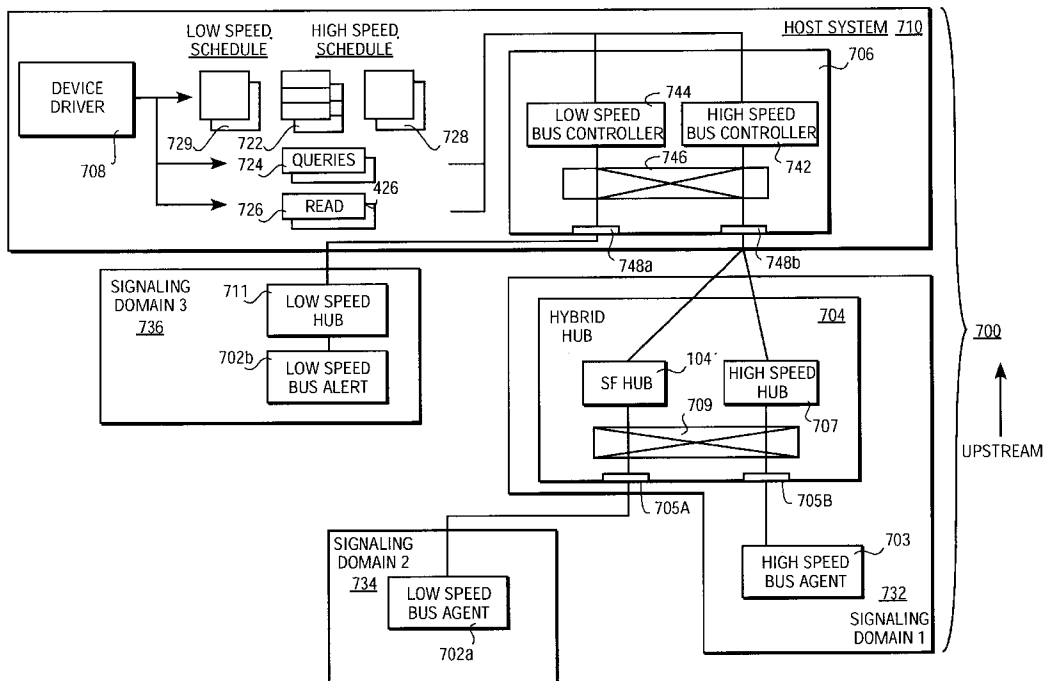 HOST SYSTEM 710
LOW SPEED
SCHEDULE
HIGH SPEED
SCHEDULE
706
DEVICE
DRIVER
708
729
722
728
724
QUERIES
426
726
READ
744
LOW SPEED
BUS CONTROLLER
HIGH SPEED
BUS CONTROLLER
746
742
748a
748b
SIGNALING
DOMAIN 3
736
711
LOW SPEED
HUB
702b
LOW SPEED
BUS ALERT
HYBRID
HUB
704
SF HUB
104'
HIGH SPEED
HUB
709
707
705A
705B
700
UPSTREAM
SIGNALING
DOMAIN 2
734
LOW SPEED
BUS AGENT
702a
703
HIGH SPEED
BUS AGENT
732
SIGNALING
DOMAIN 1